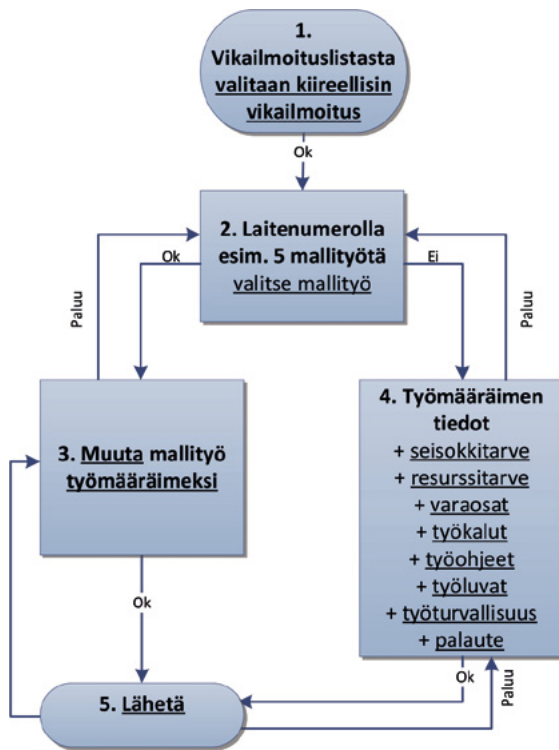 1.
Vikailmoituslistasta
valitaan kiireellisin
vikailmoitus
Ok
2. Laitenumerolla
esim. 5 mallityötä
valitse mallityö
Ok
Ei
Paluu
Paluu
3. Muuta mallityö
työmääräimeksi
4. Työmääräimen
tiedot
+ seisokkitarve
+ resurssitarve
+ varaosat
+ työkalut
+ työohjeet
+ työluvat
+ työturvallisuus
+ palaute
Ok
Ok
Paluu
5. Lähetä